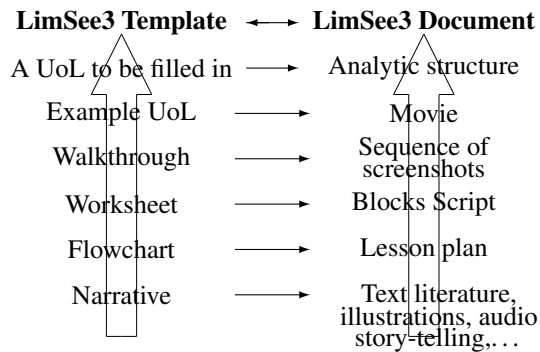 LimSee3 Template LimSee3 Document
A UoL to be filled in Analytic structure
Example UoL Movie
Walkthrough Sequence of
screenshots
Worksheet Blocks Script
Flowchart Lesson plan
Narrative Text literature,
illustrations, audio
story-telling,...